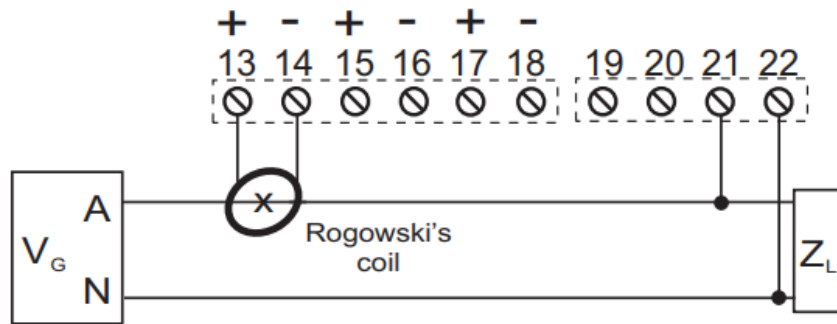 + - + - + -
13 14 15 16 17 18 19 20 21 22
A
x
Rogowski's
coil
VG
ZL
N